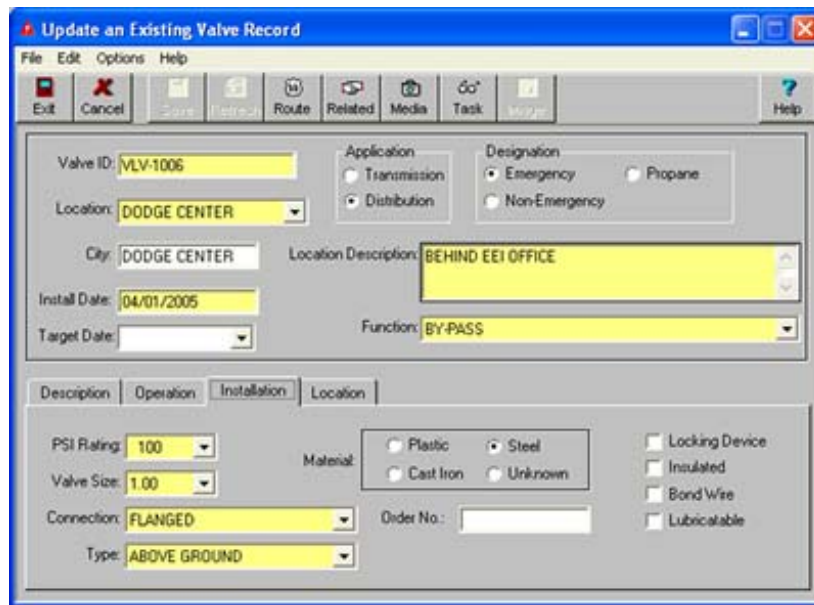 Update an Existing Valve Record
File Edit Options Help
Exit Cancel Save Refresh Route Related Media Task Help
Valve ID: VLV-1006
Application
Transmission
Distribution
Designation
Emergency Propane
Non-Emergency
Location: DODGE CENTER
City: DODGE CENTER
Location Description: BEHIND EEI OFFICE
Install Date: 04/01/2005
Target Date:
Function: BY-PASS
Description Operation Installation Location
PSI Rating: 100
Valve Size: 1.00
Material: Plastic Steel
Cast Iron Unknown
Locking Device
Insulated
Bond Wire
Lubricatable
Connection: FLANGED
Order No.:
Type: ABOVE GROUND